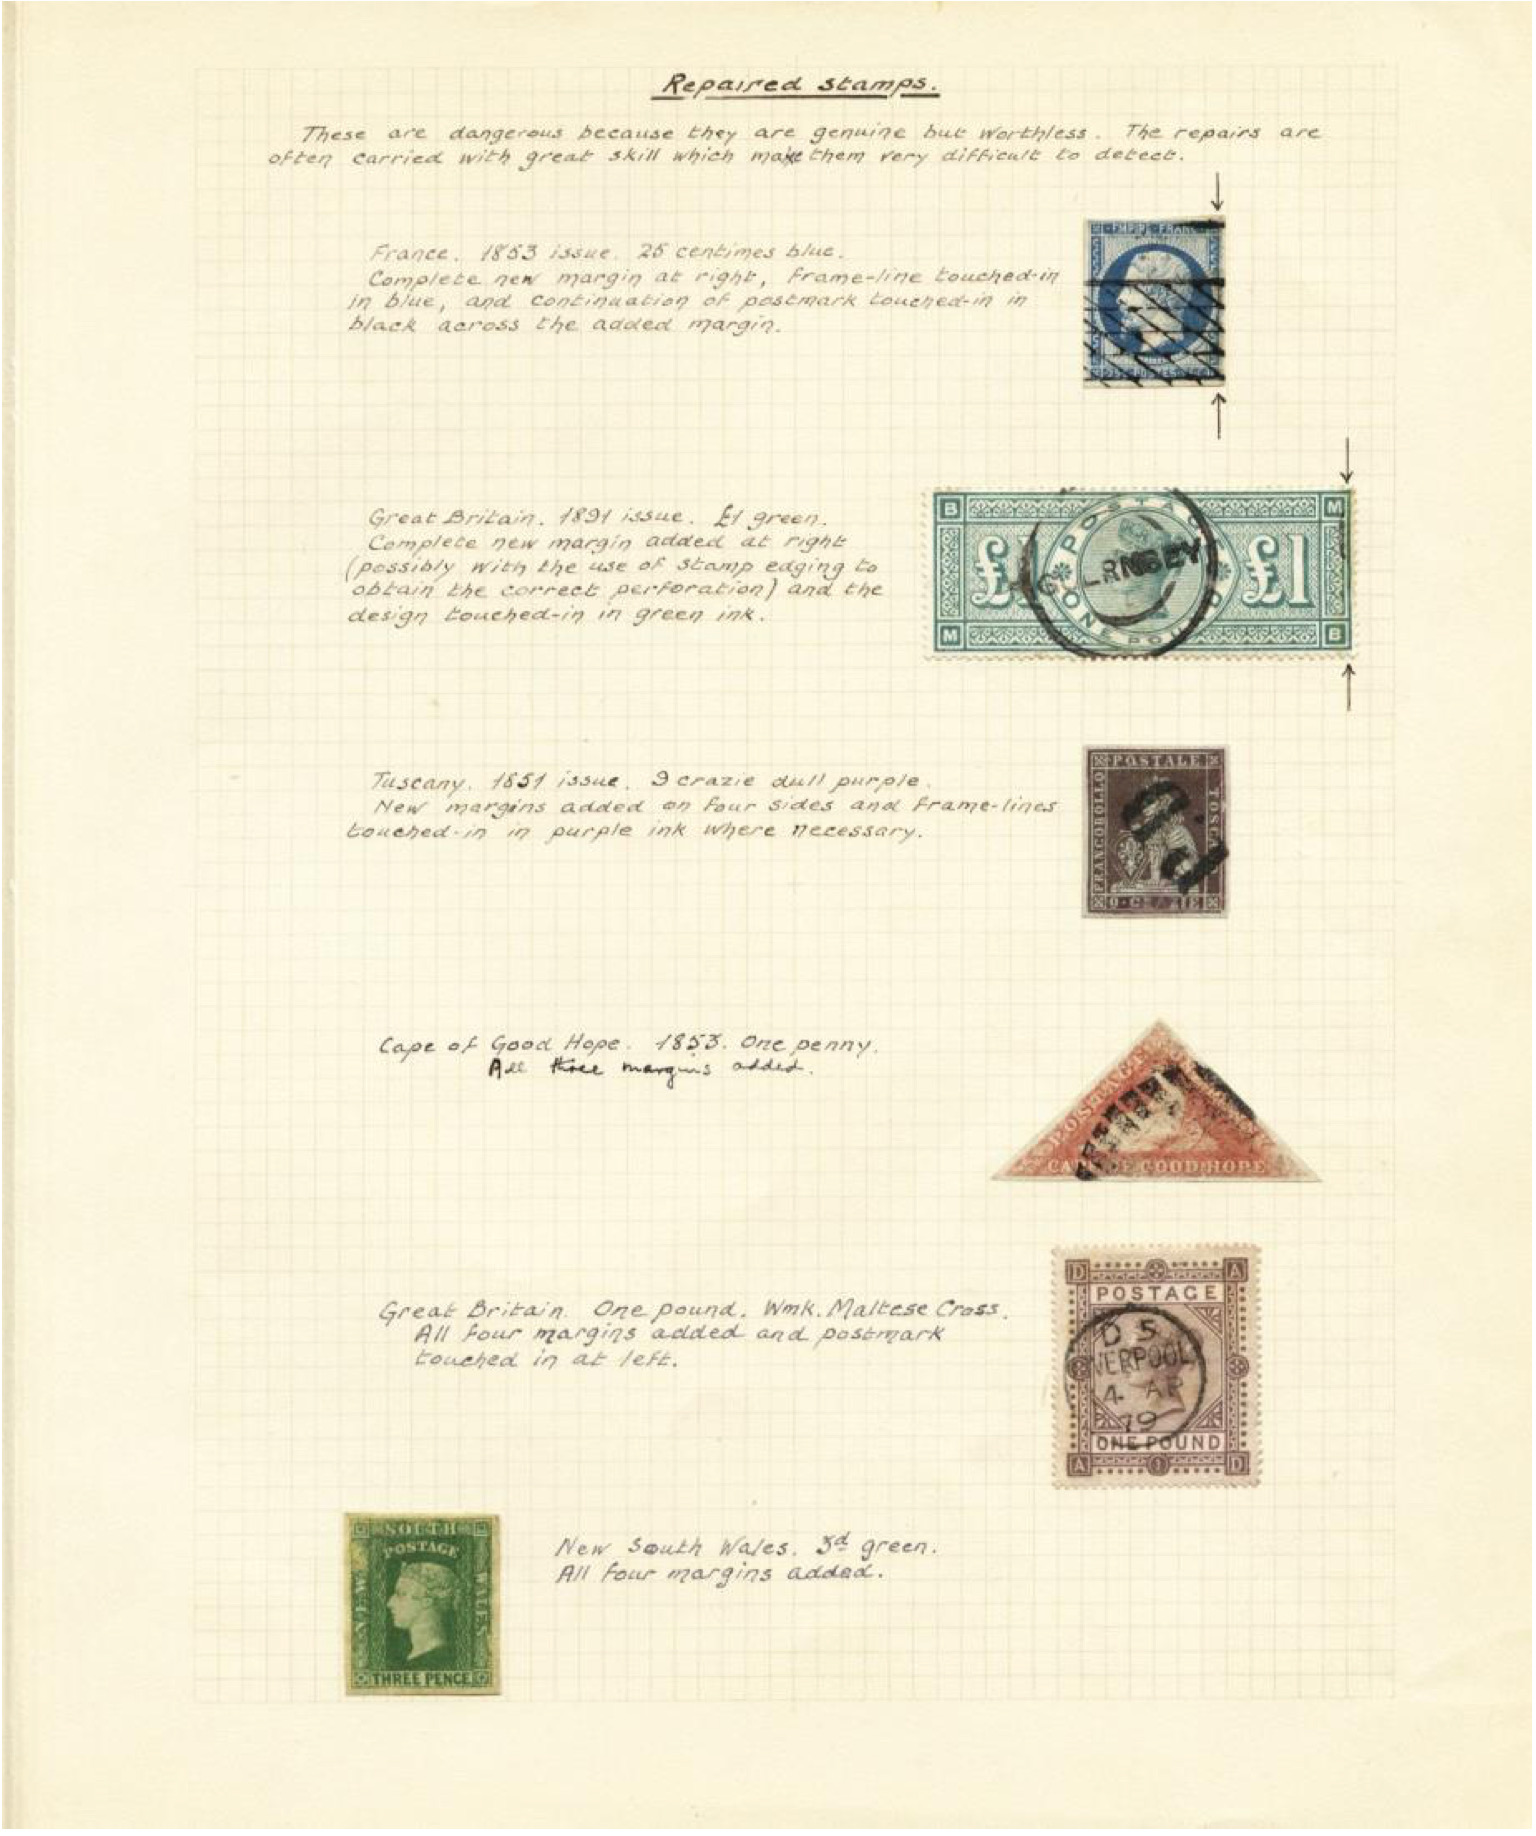 Repaired stamps.
These are dangerous because they are genuine but worthless. The repairs are
often carried with great skill which make them very difficult to detect.
France. 1853 issue. 25 centimes blue.
Complete new margin at right, frame-line touched-in
in blue, and continuation of postmark touched-in in
black across the added margin.
EMPIRE FRANC
Great Britain. 1891 issue. £1 green.
Complete new margin added at right
(possibly with the use of stamp edging to
obtain the correct perforation) and the
design touched-in in green ink.
B M
POSTAGE
£1 £1
ERNSEY
ONE POU
M B
Tuscany. 1851 issue. 9 crazie dull purple.
New margins added on four sides and frame-lines
touched-in in purple ink where necessary.
POSTALE
FRANCOBOLLO
TOSCA
9 CRAZIE
Cape of Good Hope. 1853. One penny.
All three margins added.
POSTAGE
GOOD HOPE
Great Britain. One pound. Wmk. Maltese Cross.
All four margins added and postmark
touched in at left.
D A
POSTAGE
D 5
VERPOOL
4 AP
79
ONE POUND
A 1 D
New South Wales. 3d green.
All four margins added.
SOUTH
POSTAGE
NEW
WALES
THREE PENCE